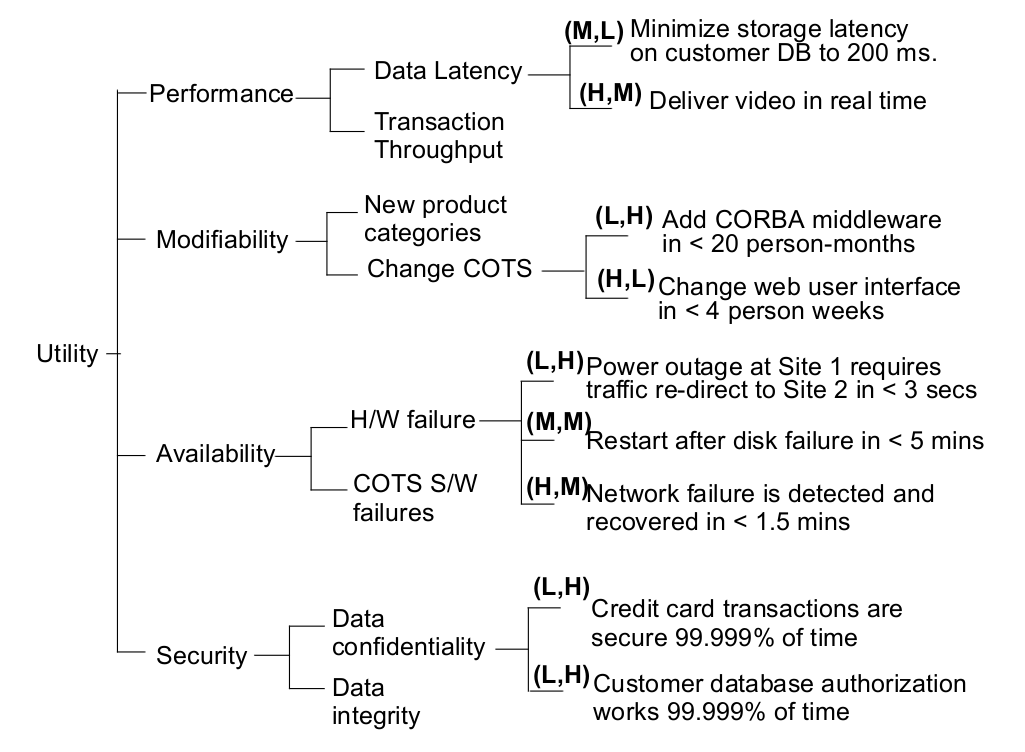 Utility
Performance
Data Latency
(M,L) Minimize storage latency
on customer DB to 200 ms.
(H,M) Deliver video in real time
Transaction
Throughput
Modifiability
New product
categories
Change COTS
(L,H) Add CORBA middleware
in < 20 person-months
(H,L) Change web user interface
in < 4 person weeks
Availability
H/W failure
(L,H) Power outage at Site 1 requires
traffic re-direct to Site 2 in < 3 secs
(M,M) Restart after disk failure in < 5 mins
(H,M) Network failure is detected and
recovered in < 1.5 mins
COTS S/W
failures
Security
Data
confidentiality
(L,H) Credit card transactions are
secure 99.999% of time
(L,H) Customer database authorization
works 99.999% of time
Data
integrity